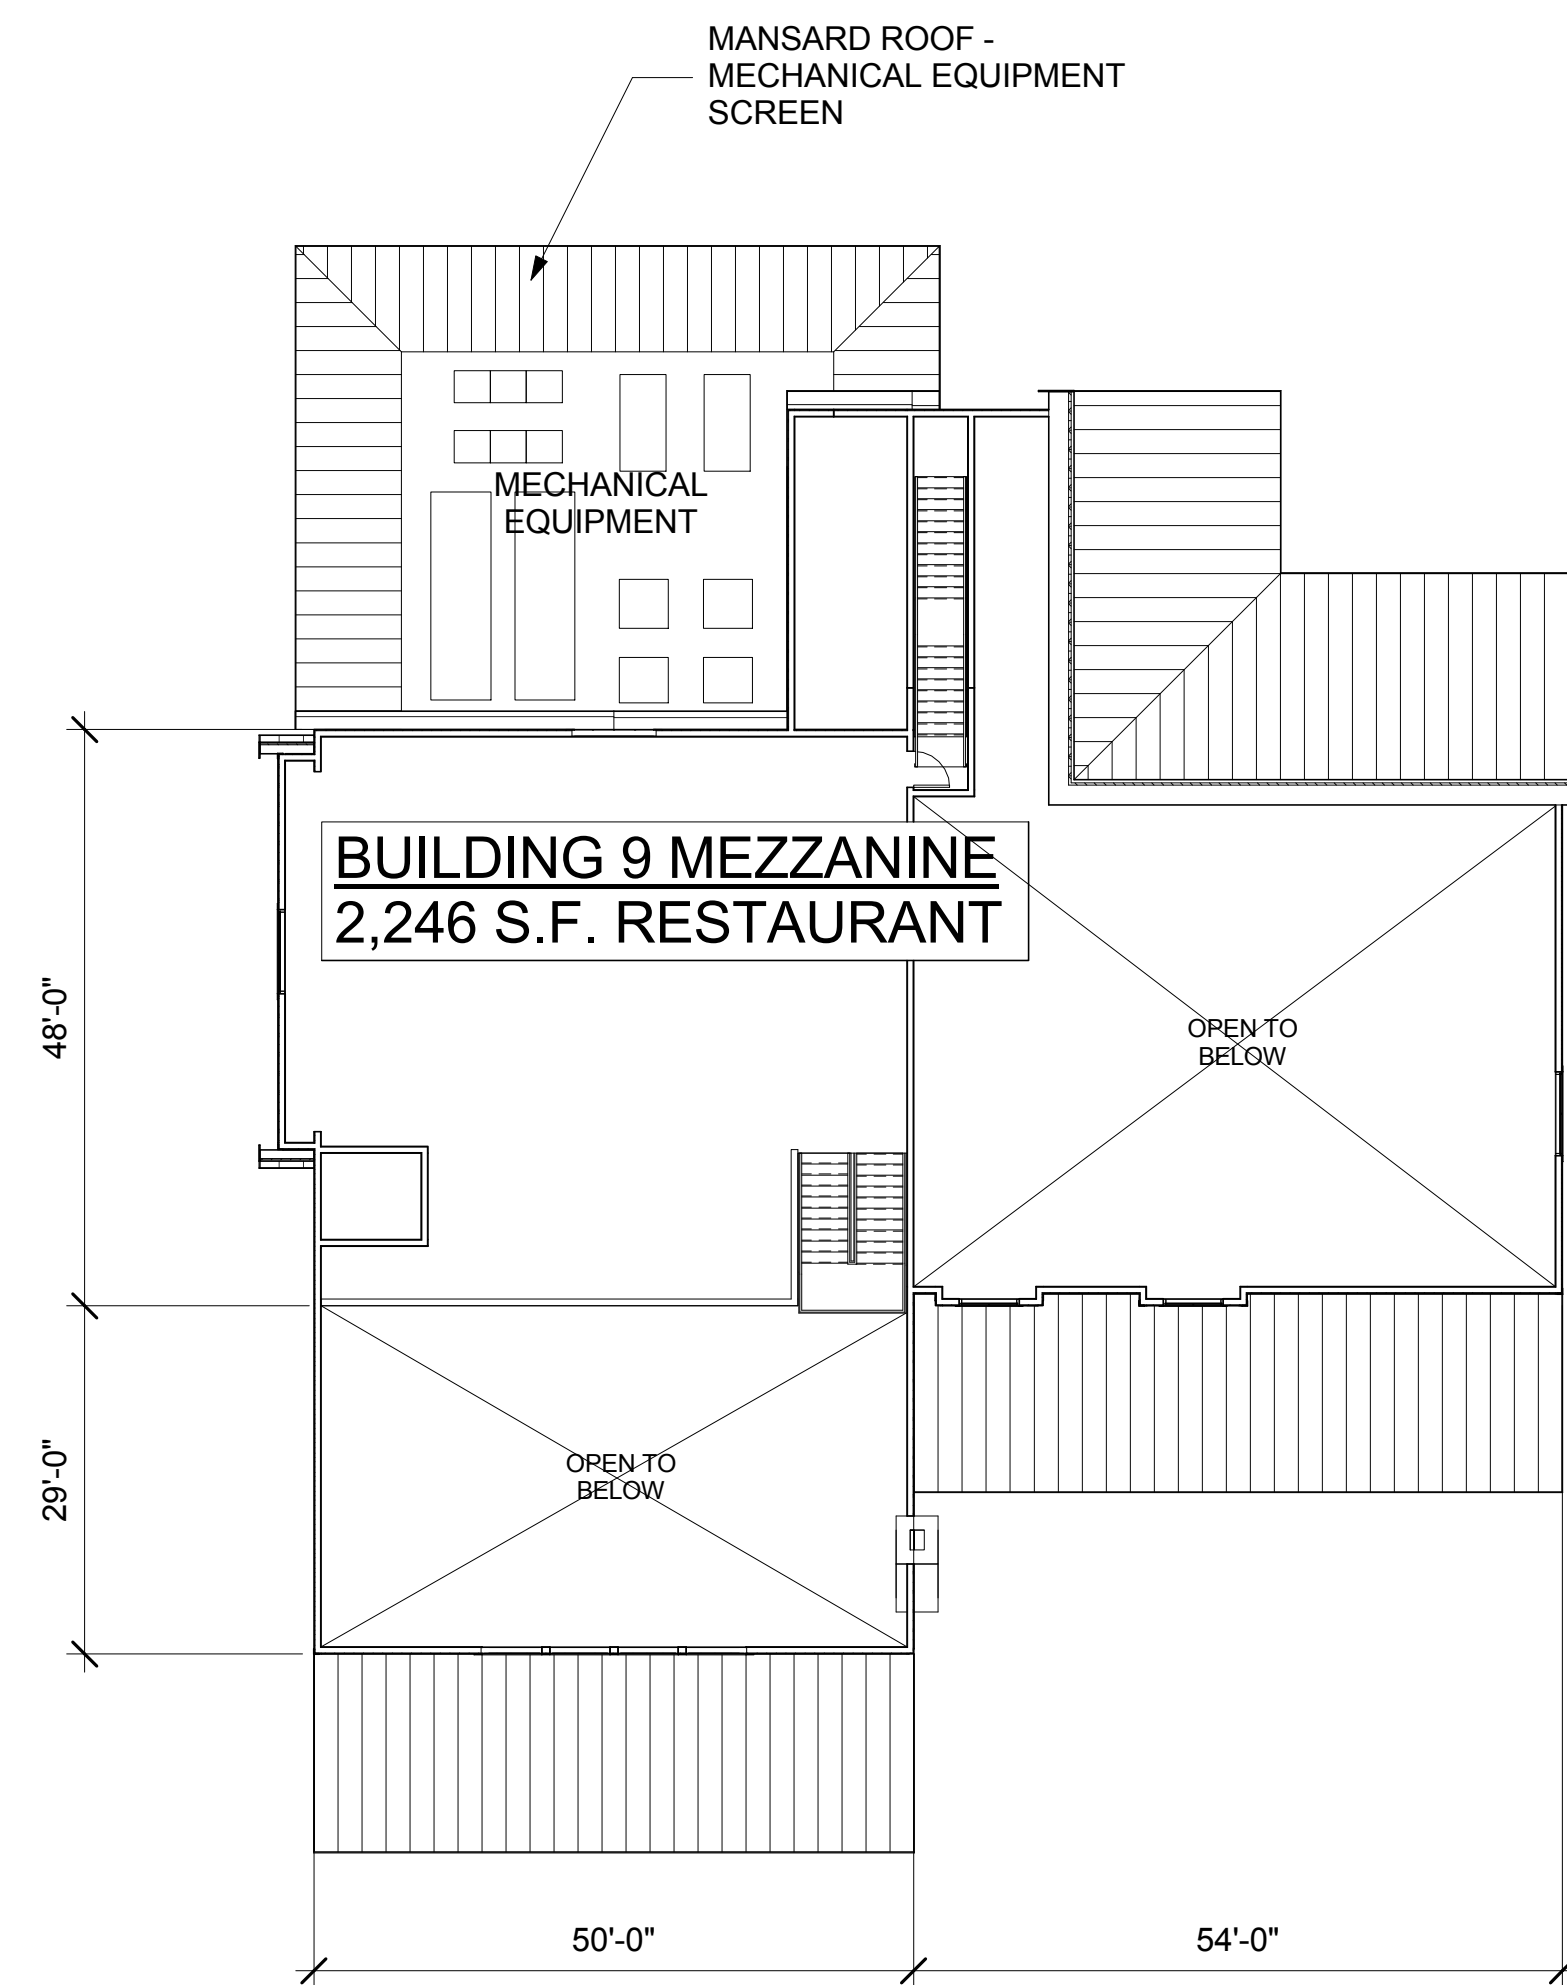 MANSARD ROOF -
MECHANICAL EQUIPMENT
SCREEN
MECHANICAL
EQUIPMENT
BUILDING 9 MEZZANINE
2,246 S.F. RESTAURANT
48'-0"
OPEN TO
BELOW
29'-0"
OPEN TO
BELOW
50'-0"
54'-0"